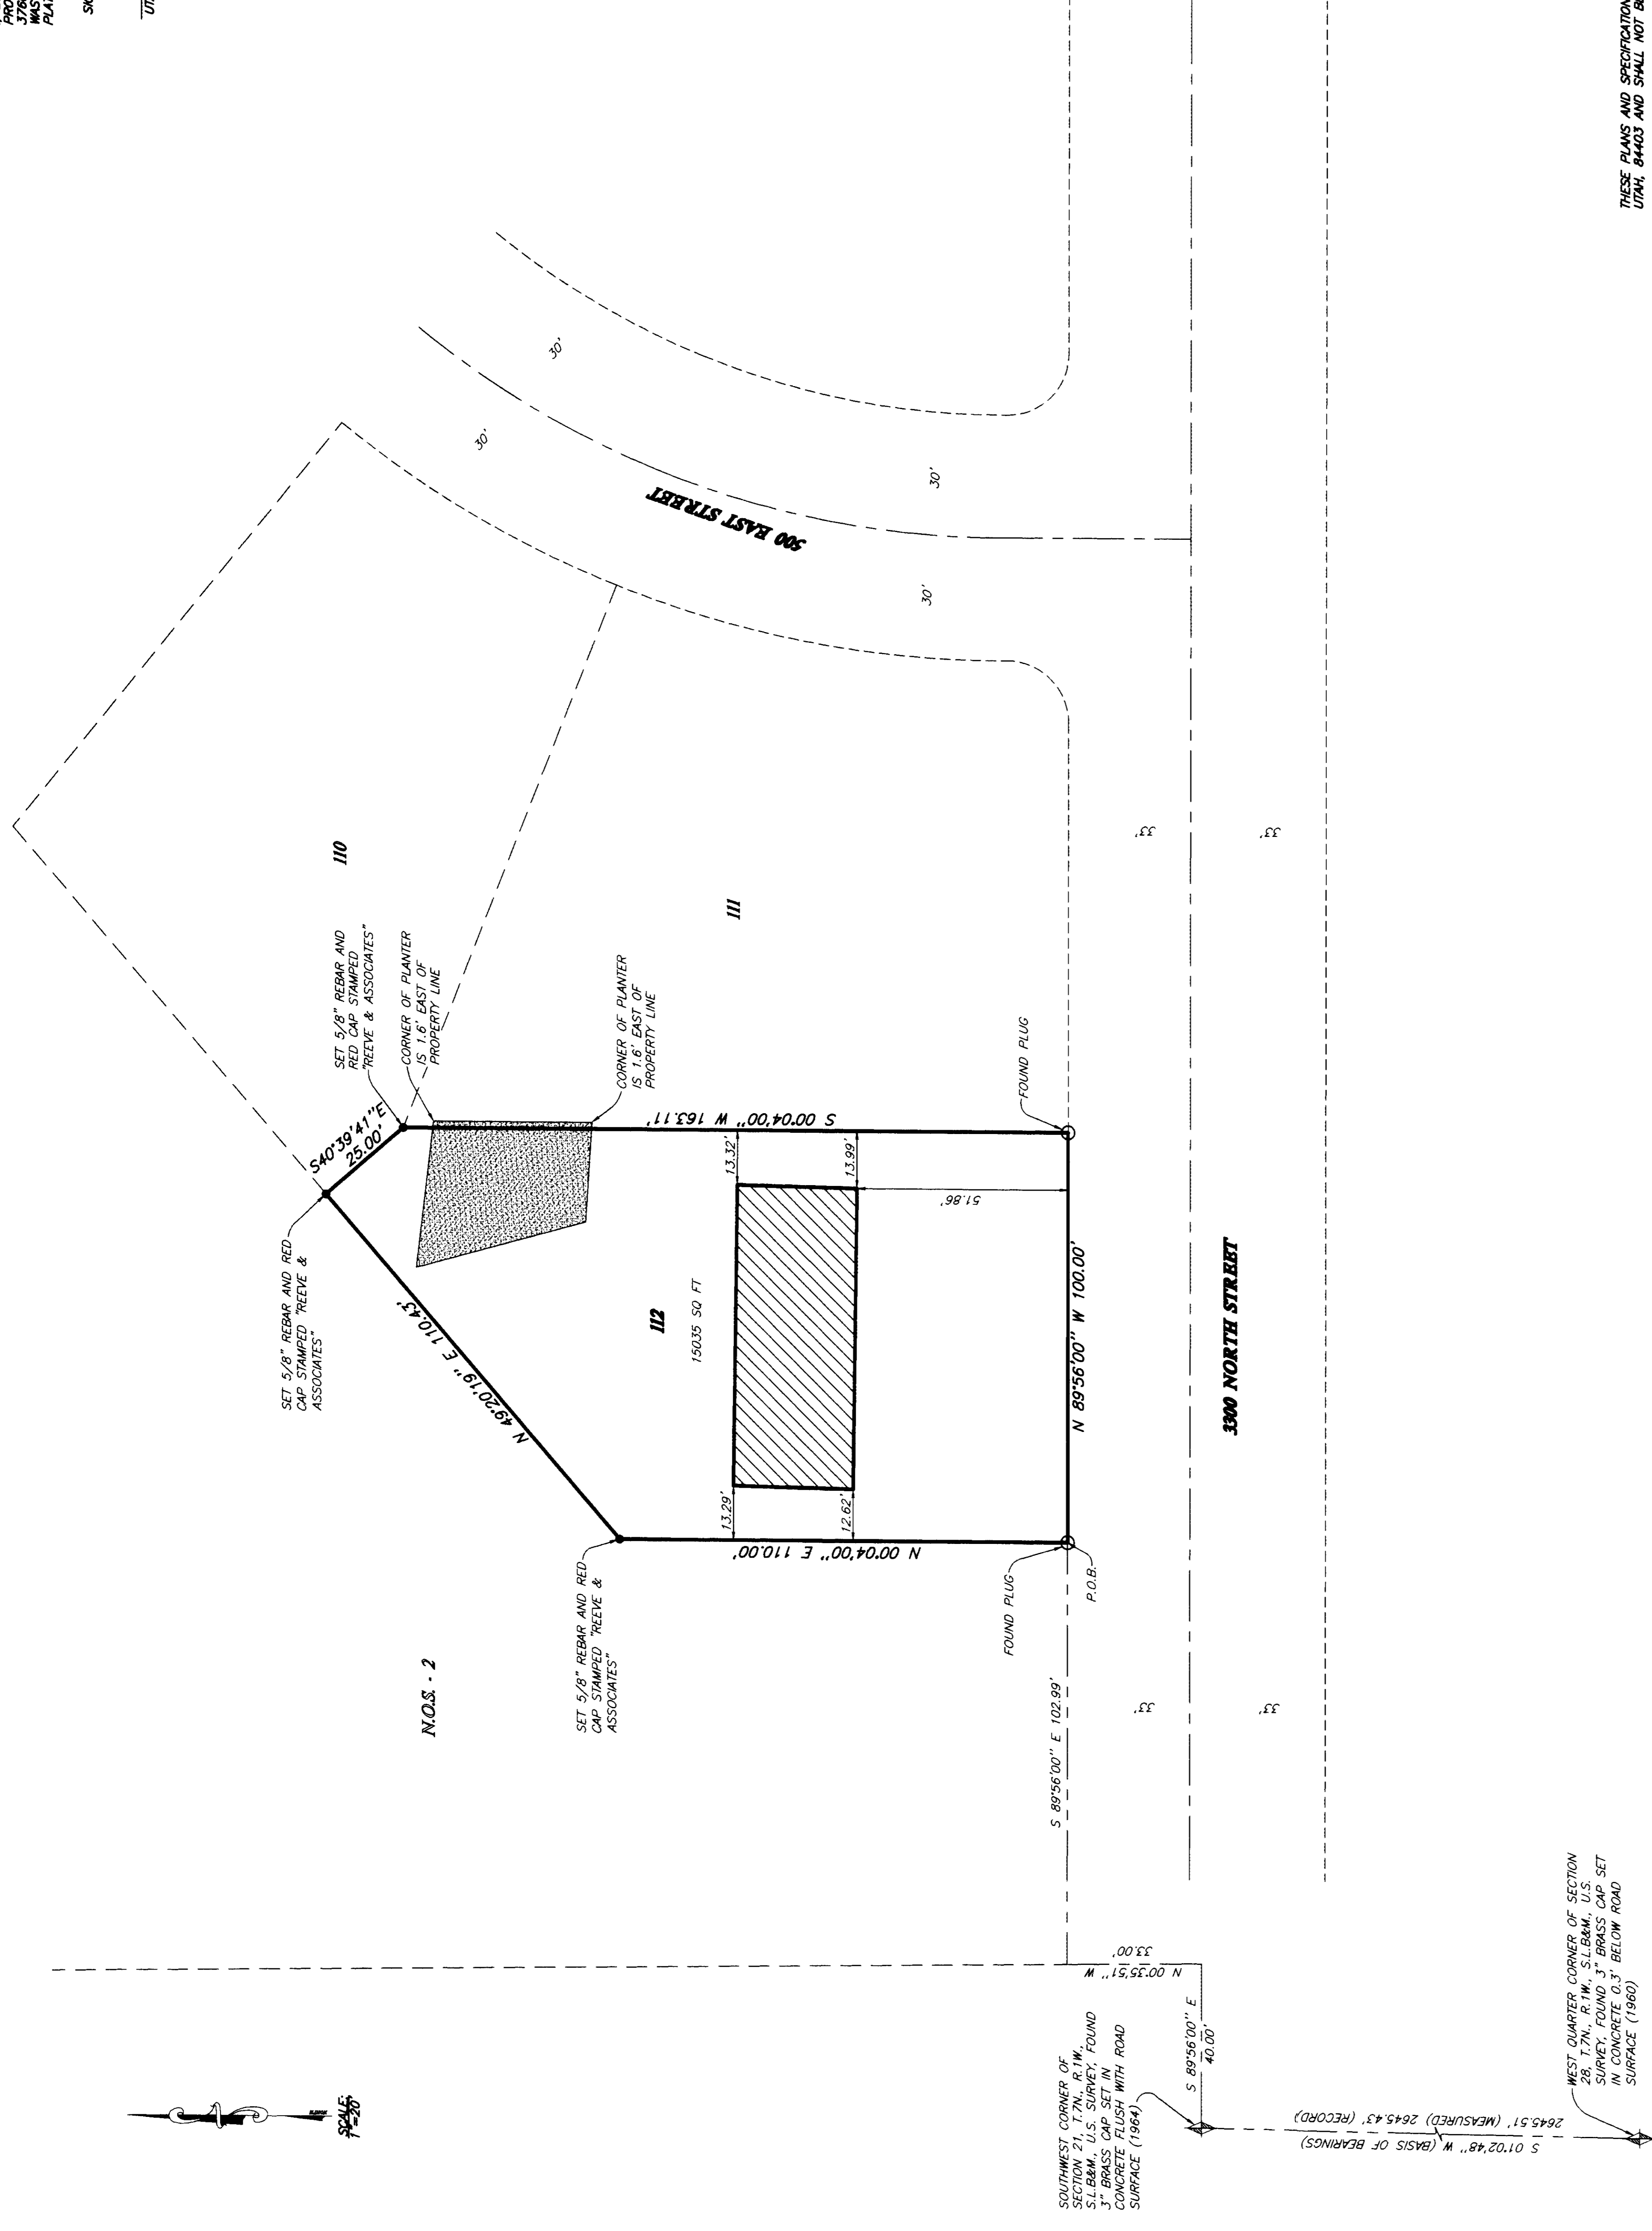 PRO
376
WAS
PLAT
SK
UT
THESE PLANS AND SPECIFICATION
UTAH, 84403 AND SHALL NOT BE
30'
30'
500 EAST STREET
30'
30'
110
111
SET 5/8" REBAR AND
RED CAP STAMPED
"REEVE & ASSOCIATES"
CORNER OF PLANTER
IS 1.6' EAST OF
PROPERTY LINE
CORNER OF PLANTER
IS 1.6' EAST OF
PROPERTY LINE
FOUND PLUG
33'
33'
S40°39'41"E
25.00'
S 00°04'00" W 163.11'
SET 5/8" REBAR AND RED
CAP STAMPED "REEVE &
ASSOCIATES"
N 49°20'19" E 110.43'
13.32'
13.99'
51.86'
112
15035 SQ FT
13.29'
12.62'
N 89°56'00" W 100.00'
3300 NORTH STREET
N 00°04'00" E 110.00'
SET 5/8" REBAR AND RED
CAP STAMPED "REEVE &
ASSOCIATES"
N.O.S. - 2
FOUND PLUG
P.O.B.
S 89°56'00" E 102.99'
33'
33'
N 00°35'51" W
33.00'
S 89°56'00" E
40.00'
SOUTHWEST CORNER OF
SECTION 21, T.7N., R.1W.,
S.L.B&M., U.S. SURVEY, FOUND
3" BRASS CAP SET IN
CONCRETE FLUSH WITH ROAD
SURFACE (1964)
S 01°02'48" W (BASIS OF BEARINGS)
2645.51' (MEASURED) 2645.43' (RECORD)
WEST QUARTER CORNER OF SECTION
28, T.7N., R.1W., S.L.B&M., U.S.
SURVEY, FOUND 3" BRASS CAP SET
IN CONCRETE 0.3' BELOW ROAD
SURFACE (1960)
SCALE:
1"=20'